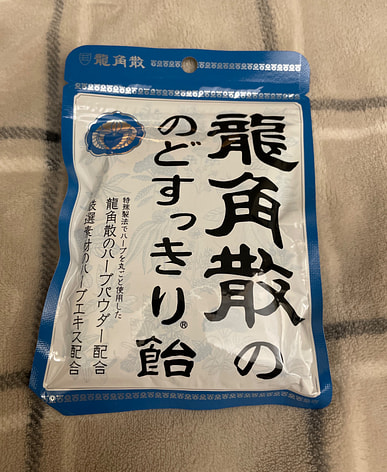 龍角散
龍角散の
のどすっきり®飴
特殊製法でハーブを丸ごと使用した
龍角散のハーブパウダー配合
厳選素材のハーブエキス配合